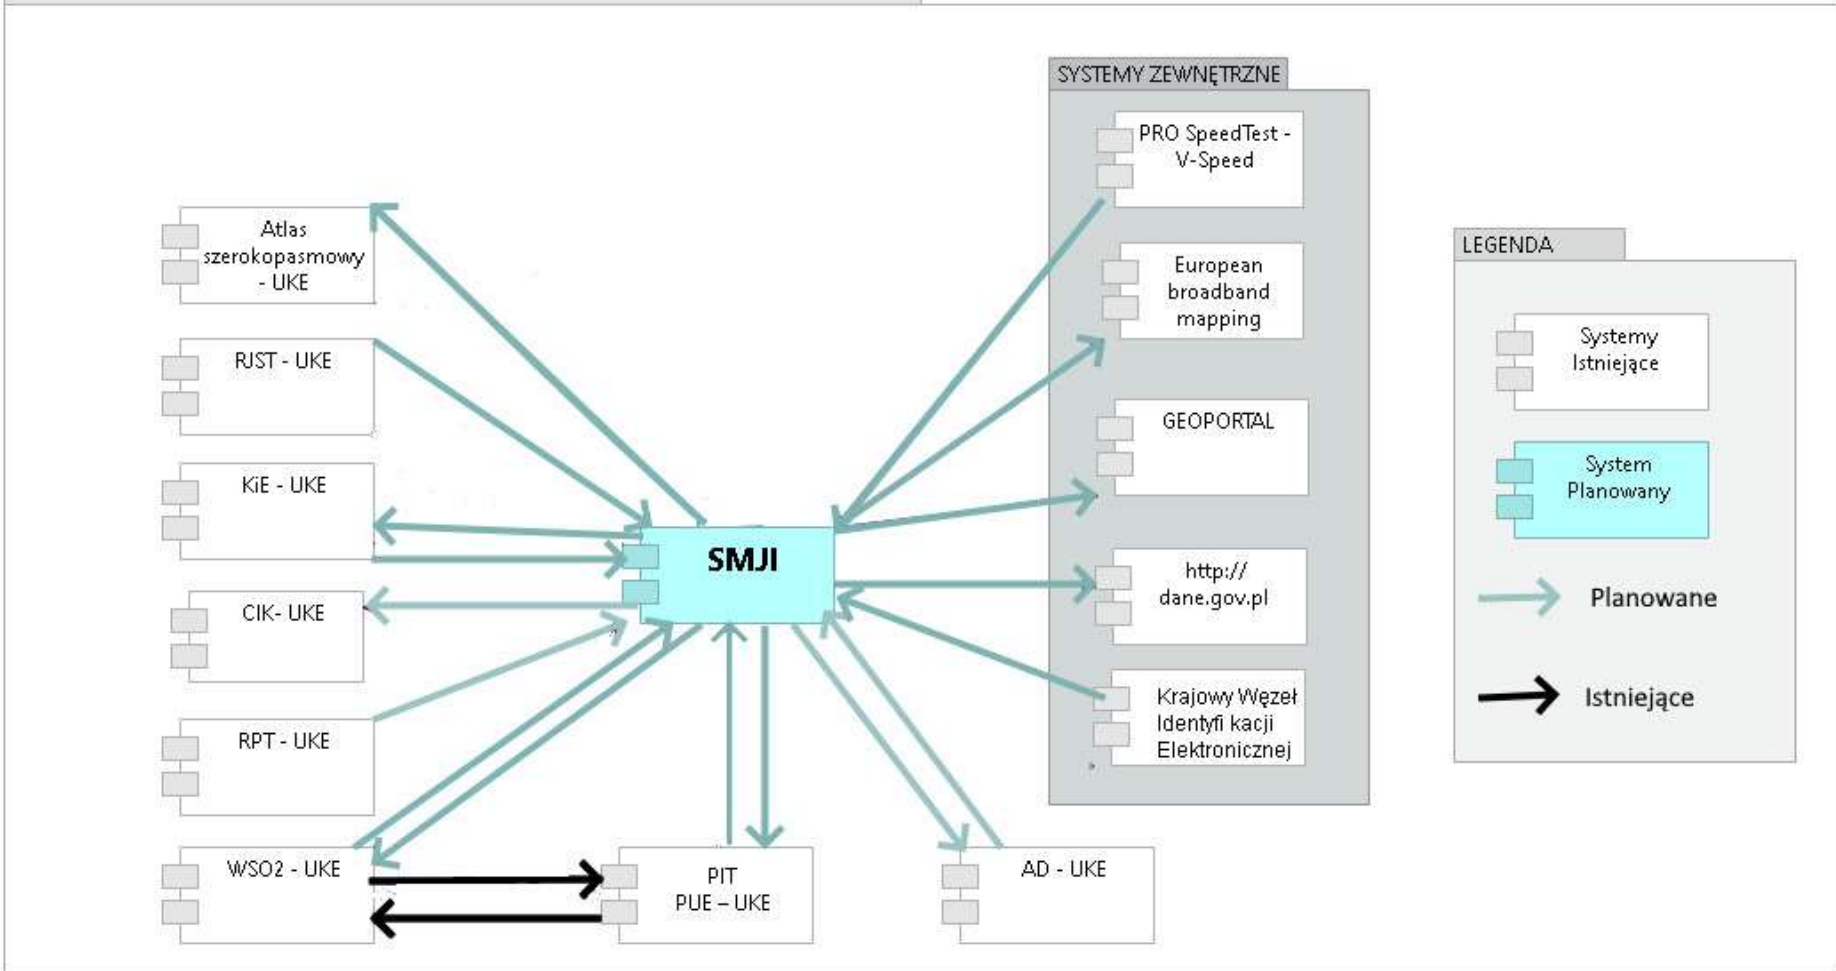 SYSTEMY ZEWNĘTRZNE
PRO SpeedTest -
V-Speed
European
broadband
mapping
GEOPORTAL
http://
dane.gov.pl
Krajowy Węzeł
Identyfi kacji
Elektronicznej
Atlas
szerokopasmowy
- UKE
RJST - UKE
KiE - UKE
CIK- UKE
RPT - UKE
WSO2 - UKE
SMJI
PIT
PUE – UKE
AD - UKE
LEGENDA
Systemy
Istniejące
System
Planowany
Planowane
Istniejące